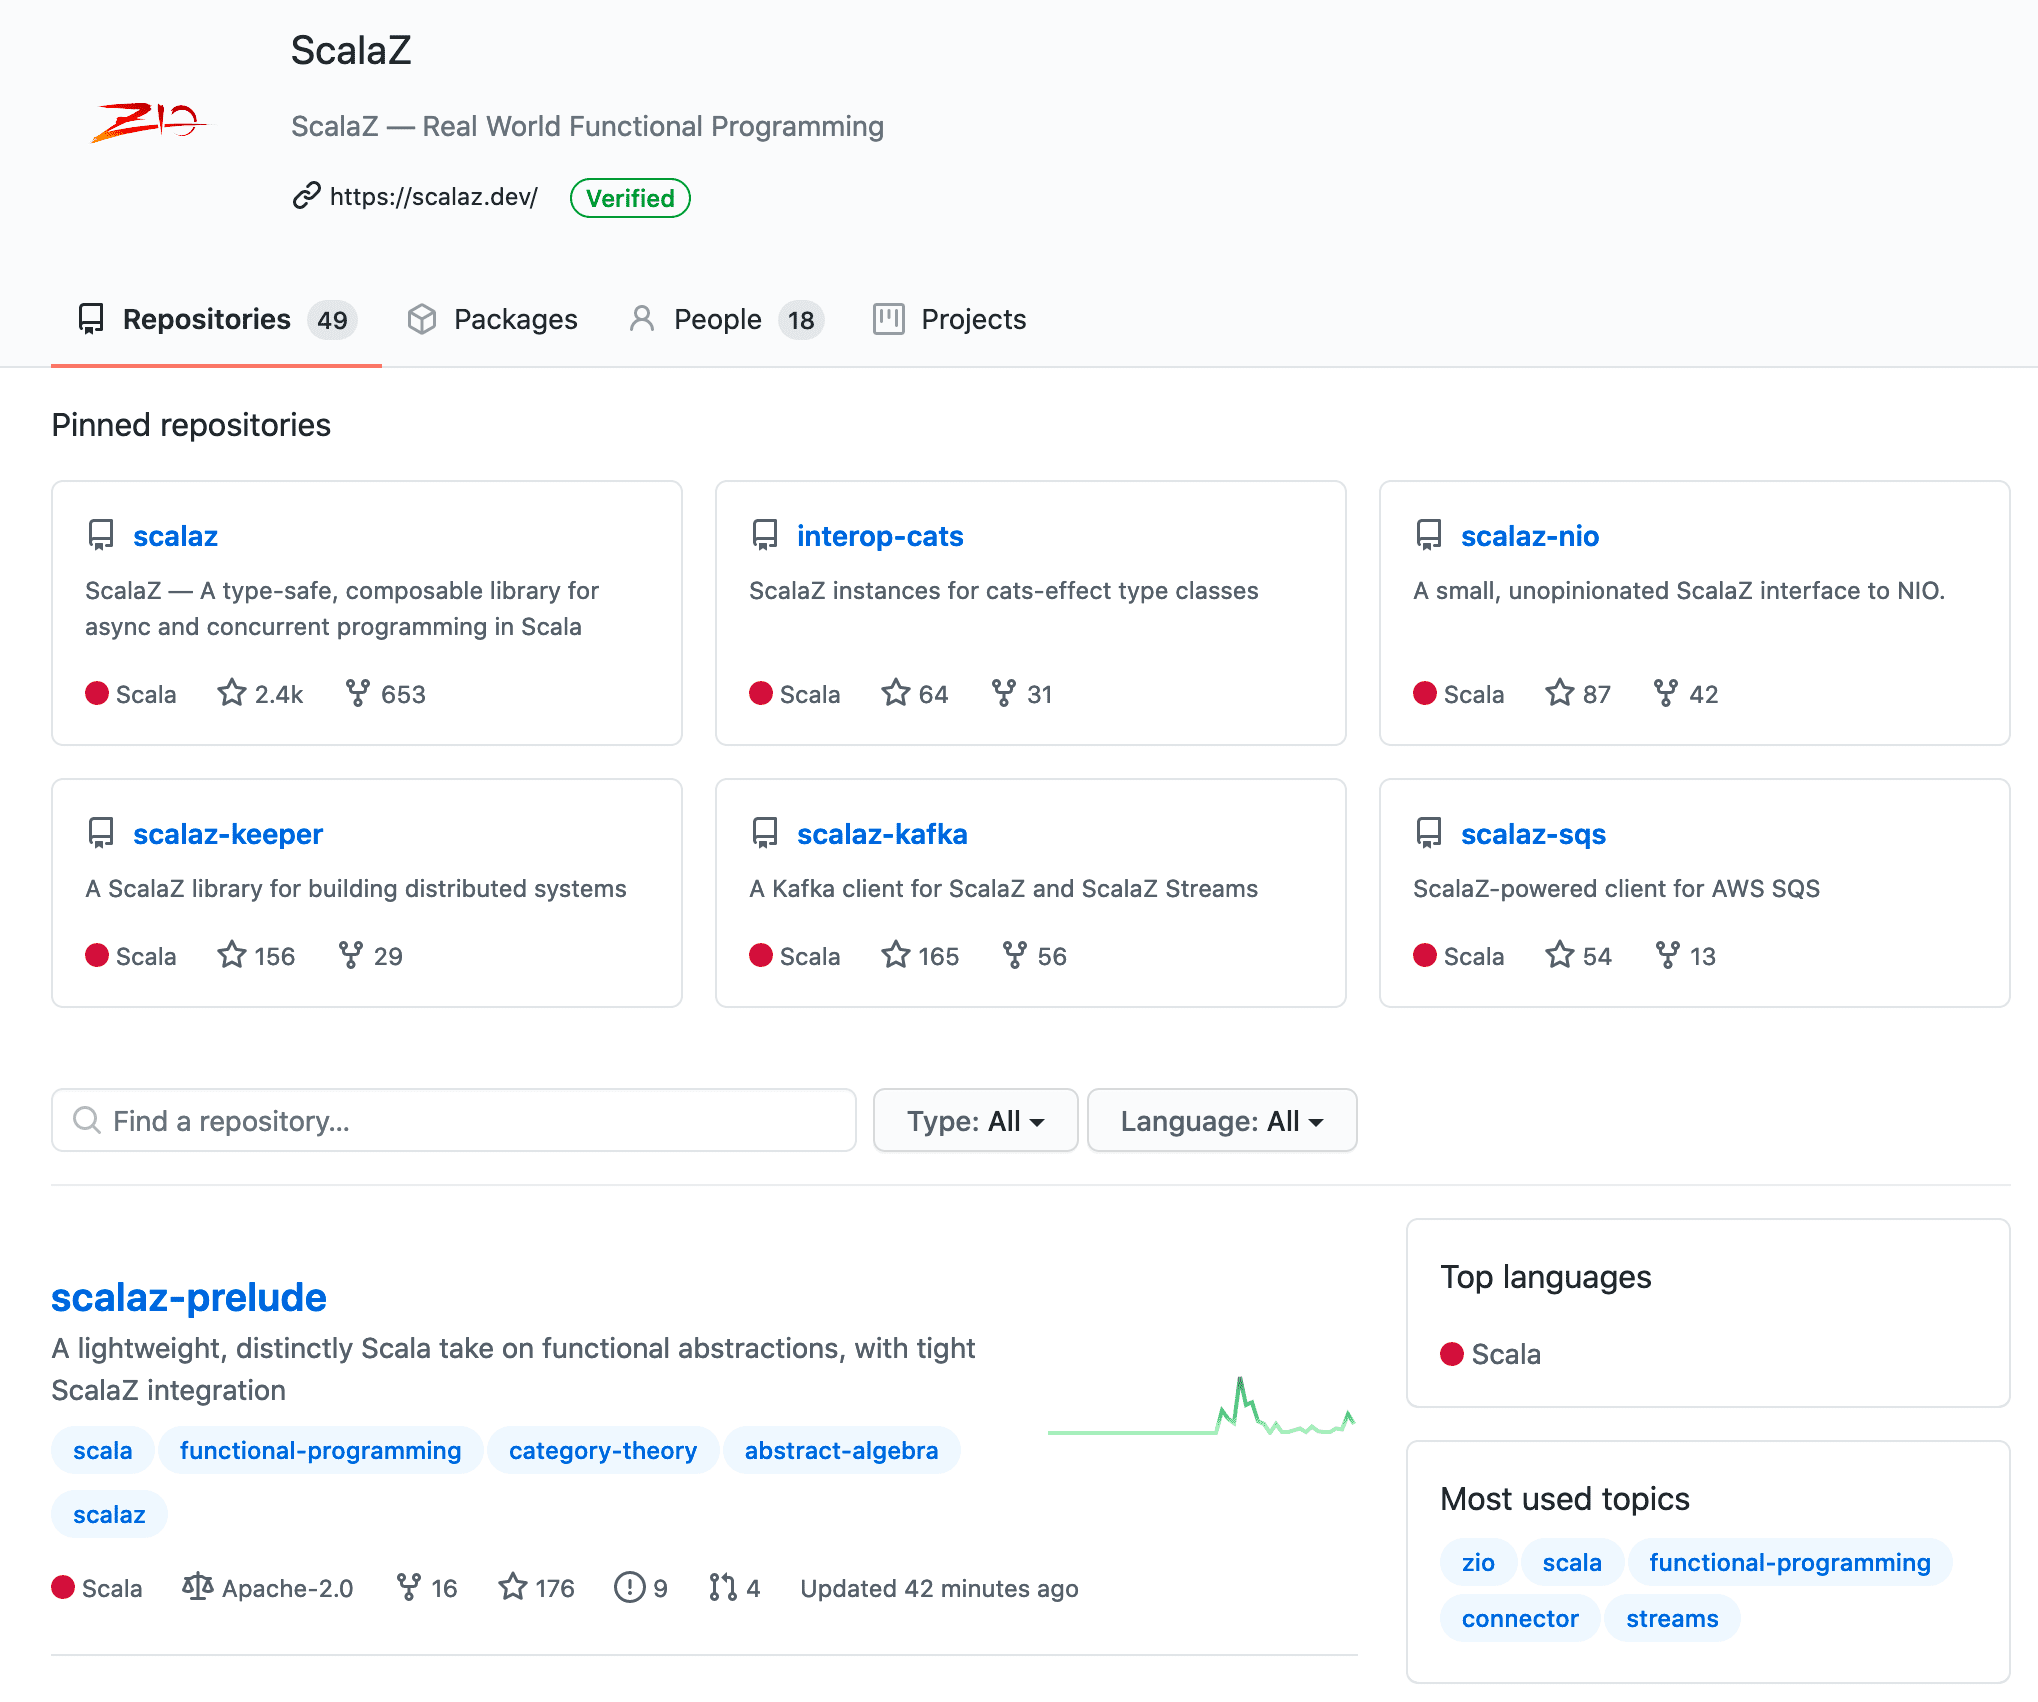 ScalaZ
ZIO
ScalaZ — Real World Functional Programming
https://scalaz.dev/ Verified
Repositories 49 Packages People 18 Projects
Pinned repositories
scalaz
ScalaZ — A type-safe, composable library for
async and concurrent programming in Scala
Scala 2.4k 653
interop-cats
ScalaZ instances for cats-effect type classes
Scala 64 31
scalaz-nio
A small, unopinionated ScalaZ interface to NIO.
Scala 87 42
scalaz-keeper
A ScalaZ library for building distributed systems
Scala 156 29
scalaz-kafka
A Kafka client for ScalaZ and ScalaZ Streams
Scala 165 56
scalaz-sqs
ScalaZ-powered client for AWS SQS
Scala 54 13
Find a repository...
Type: All
Language: All
scalaz-prelude
A lightweight, distinctly Scala take on functional abstractions, with tight
ScalaZ integration
scala functional-programming category-theory abstract-algebra
scalaz
Scala Apache-2.0 16 176 9 4 Updated 42 minutes ago
Top languages
Scala
Most used topics
zio scala functional-programming
connector streams